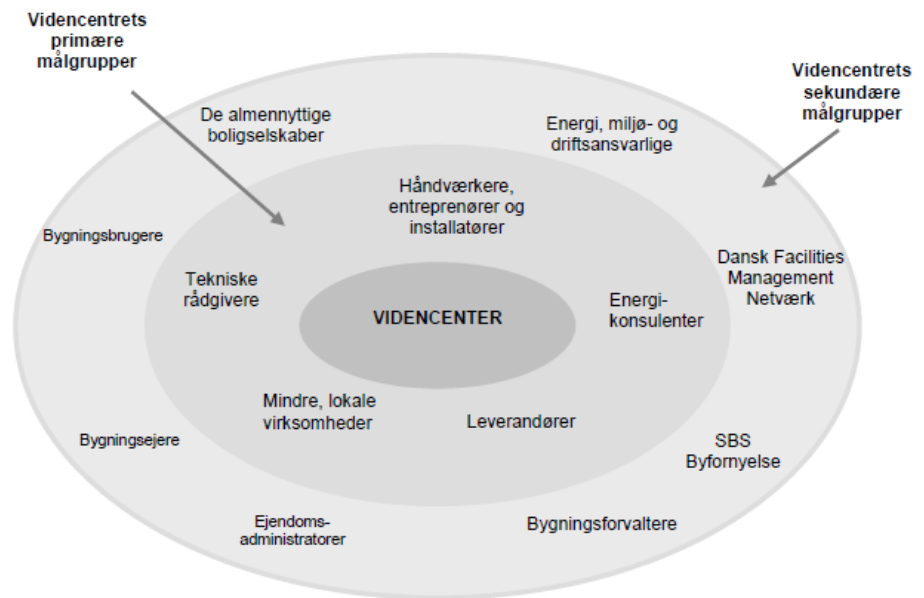 Videncentrets
primære
målgrupper
Videncentrets
sekundære
målgrupper
De almennyttige
boligselskaber
Energi, miljø- og
driftsansvarlige
Håndværkere,
entreprenører og
installatører
Bygningsbrugere
Dansk Facilities
Management
Netværk
Tekniske
rådgivere
Energi-
konsulenter
VIDENCENTER
Mindre, lokale
virksomheder
Leverandører
Bygningsejere
SBS
Byfornyelse
Ejendoms-
administratorer
Bygningsforvaltere